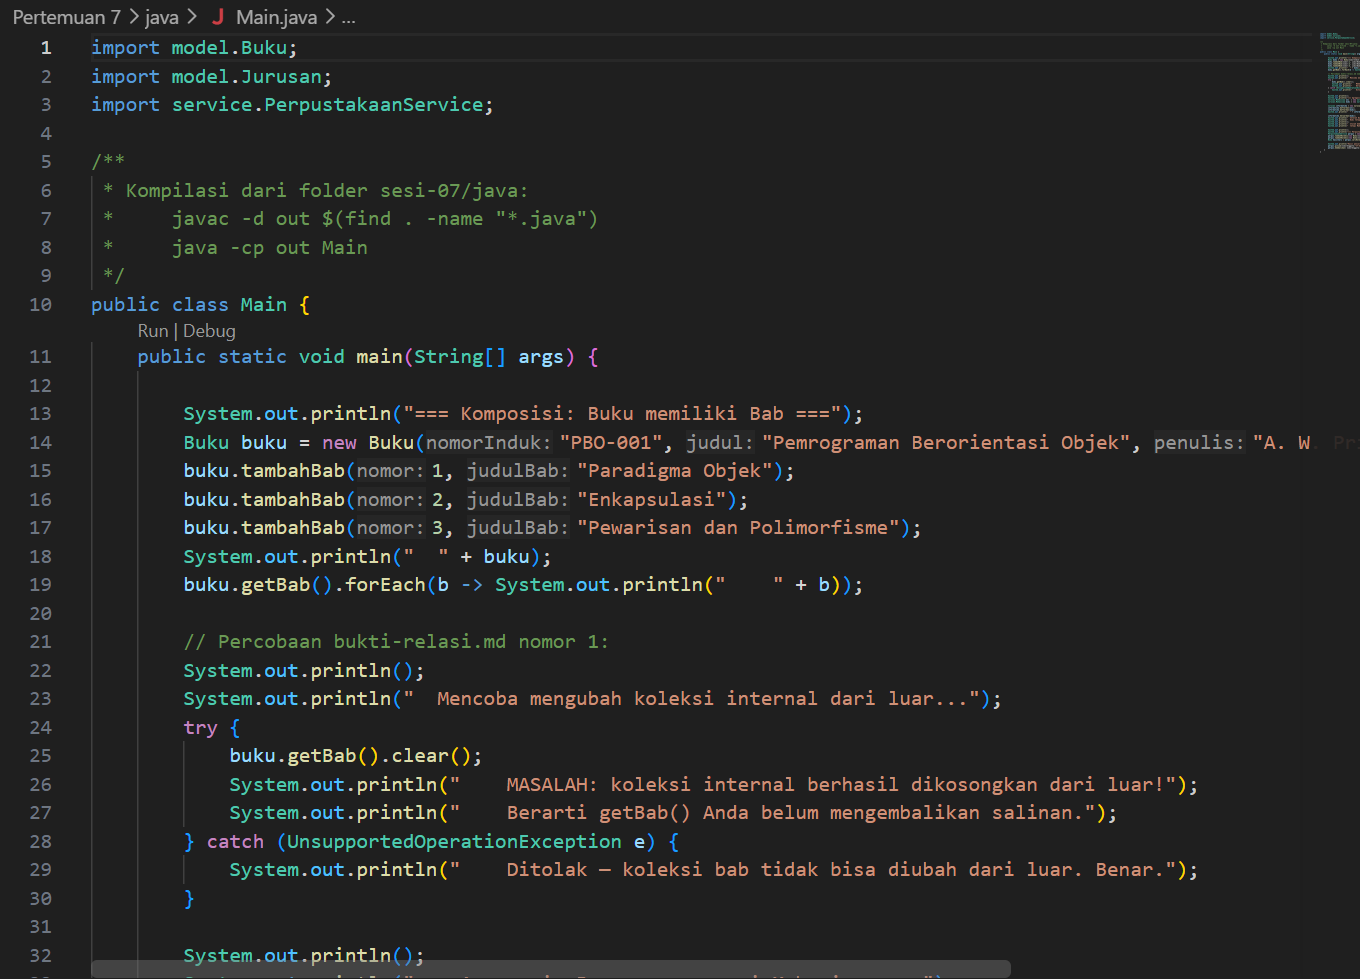 Pertemuan 7 > java > J Main.java > ...
1 import model.Buku;
2 import model.Jurusan;
3 import service.PerpustakaanService;
4
5 /**
6  * Kompilasi dari folder sesi-07/java:
7  *     javac -d out $(find . -name "*.java")
8  *     java -cp out Main
9  */
10 public class Main {
Run | Debug
11     public static void main(String[] args) {
12
13         System.out.println("=== Komposisi: Buku memiliki Bab ===");
14         Buku buku = new Buku(nomorInduk: "PBO-001", judul: "Pemrograman Berorientasi Objek", penulis: "A. W. Pr
15         buku.tambahBab(nomor: 1, judulBab: "Paradigma Objek");
16         buku.tambahBab(nomor: 2, judulBab: "Enkapsulasi");
17         buku.tambahBab(nomor: 3, judulBab: "Pewarisan dan Polimorfisme");
18         System.out.println("  " + buku);
19         buku.getBab().forEach(b -> System.out.println("    " + b));
20
21         // Percobaan bukti-relasi.md nomor 1:
22         System.out.println();
23         System.out.println("  Mencoba mengubah koleksi internal dari luar...");
24         try {
25             buku.getBab().clear();
26             System.out.println("    MASALAH: koleksi internal berhasil dikosongkan dari luar!");
27             System.out.println("    Berarti getBab() Anda belum mengembalikan salinan.");
28         } catch (UnsupportedOperationException e) {
29             System.out.println("    Ditolak — koleksi bab tidak bisa diubah dari luar. Benar.");
30         }
31
32         System.out.println();